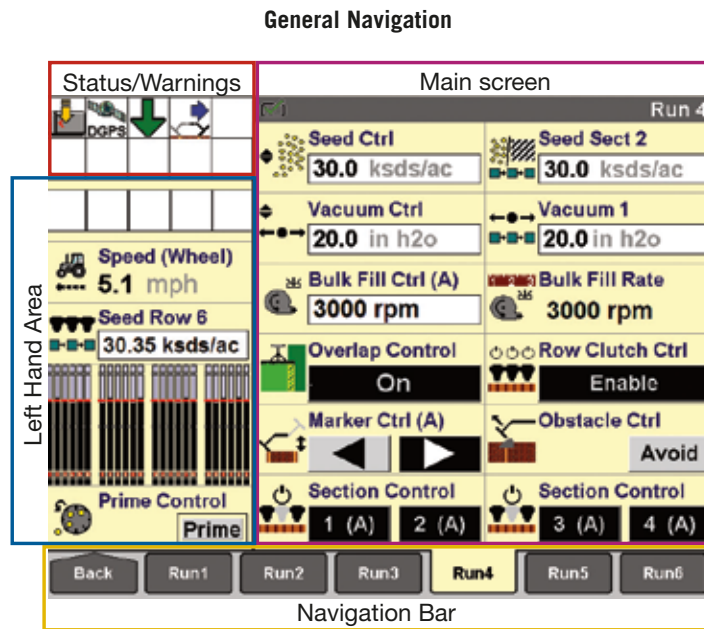 General Navigation
Status/Warnings
Main screen
DGPS
Run 4
Left Hand Area
Speed (Wheel)
5.1 mph
Seed Row 6
30.35 ksds/ac
Prime Control
Prime
Seed Ctrl
30.0 ksds/ac
Seed Sect 2
30.0 ksds/ac
Vacuum Ctrl
20.0 in h2o
Vacuum 1
20.0 in h2o
Bulk Fill Ctrl (A)
3000 rpm
Bulk Fill Rate
3000 rpm
Overlap Control
On
Row Clutch Ctrl
Enable
Marker Ctrl (A)
Obstacle Ctrl
Avoid
Section Control
1 (A) 2 (A)
Section Control
3 (A) 4 (A)
Back Run1 Run2 Run3 Run4 Run5 Run6
Navigation Bar